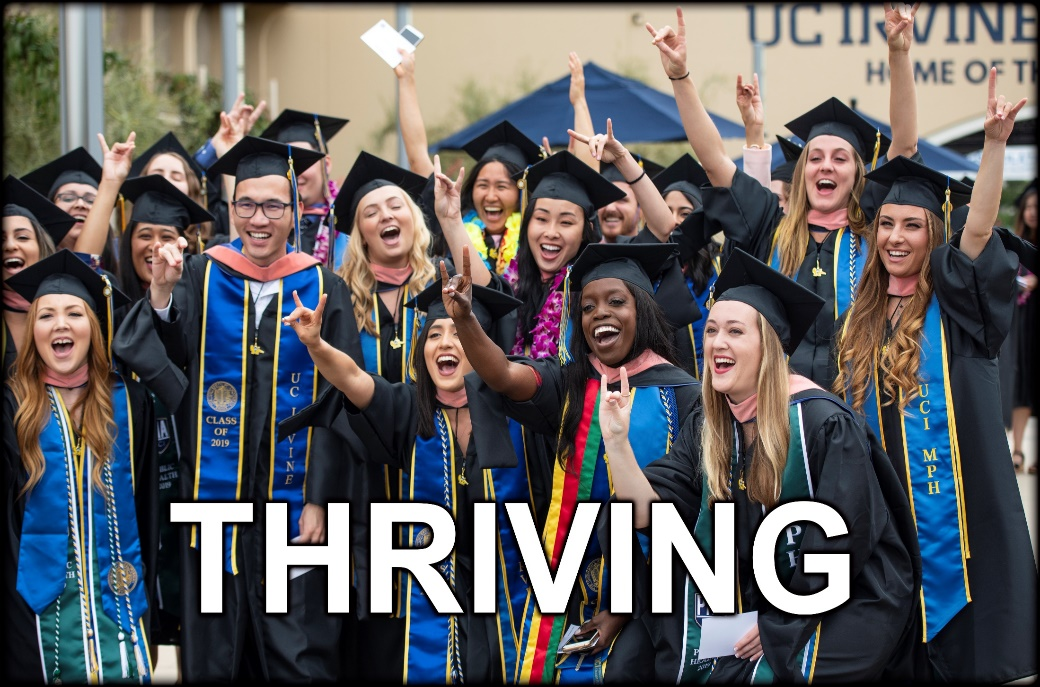 UC IRVINE
HOME OF
CLASS
OF
2019
UC IRVINE
UCI MPH
THRIVING